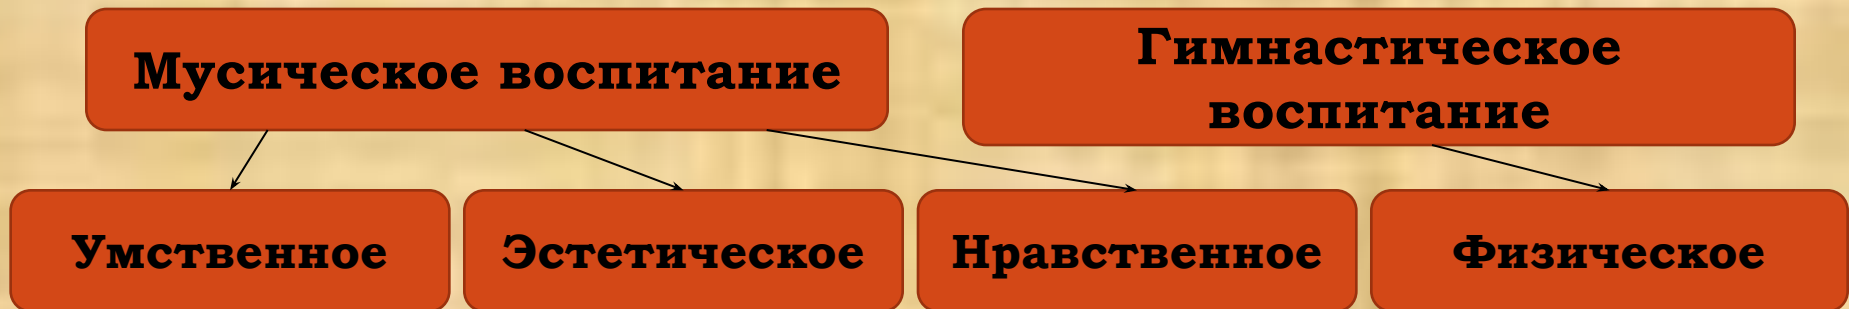 Мусическое воспитание
Гимнастическое
воспитание
Умственное
Эстетическое
Нравственное
Физическое